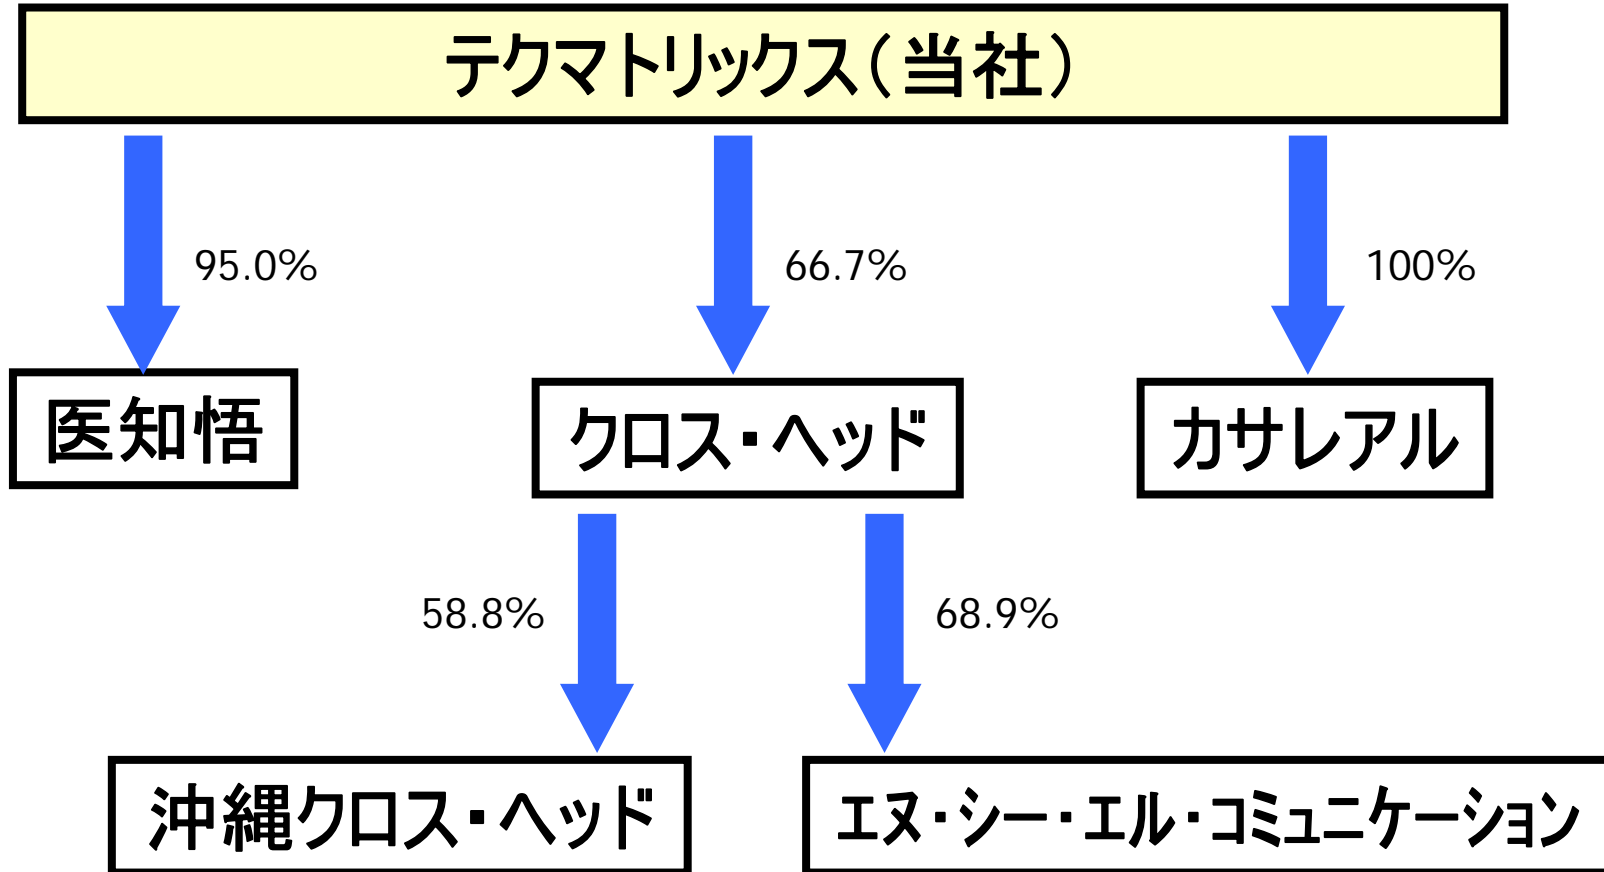 テクマトリックス(当社)
95.0%
66.7%
100%
医知悟
クロス・ヘッド
カサレアル
58.8%
68.9%
沖縄クロス・ヘッド
エヌ・シー・エル・コミュニケーション